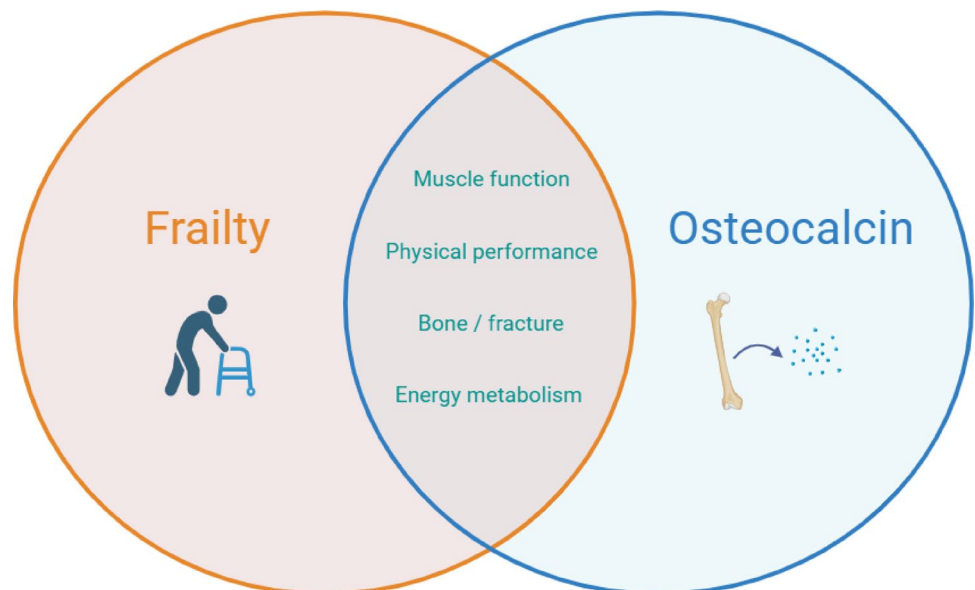 Frailty
Muscle function
Physical performance
Bone / fracture
Energy metabolism
Osteocalcin